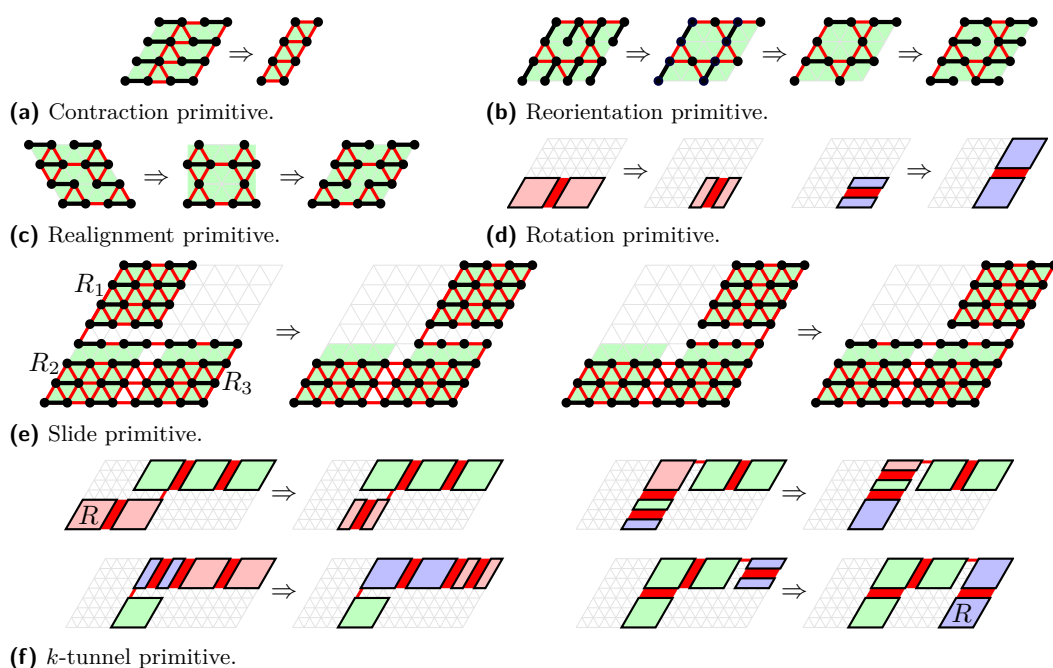 ⇒ ⇒ ⇒ ⇒
(a) Contraction primitive. (b) Reorientation primitive.
⇒ ⇒ ⇒ ⇒
(c) Realignment primitive. (d) Rotation primitive.
R1
⇒ ⇒
R2
R3
(e) Slide primitive.
R ⇒ ⇒
⇒ ⇒ R
(f) k-tunnel primitive.